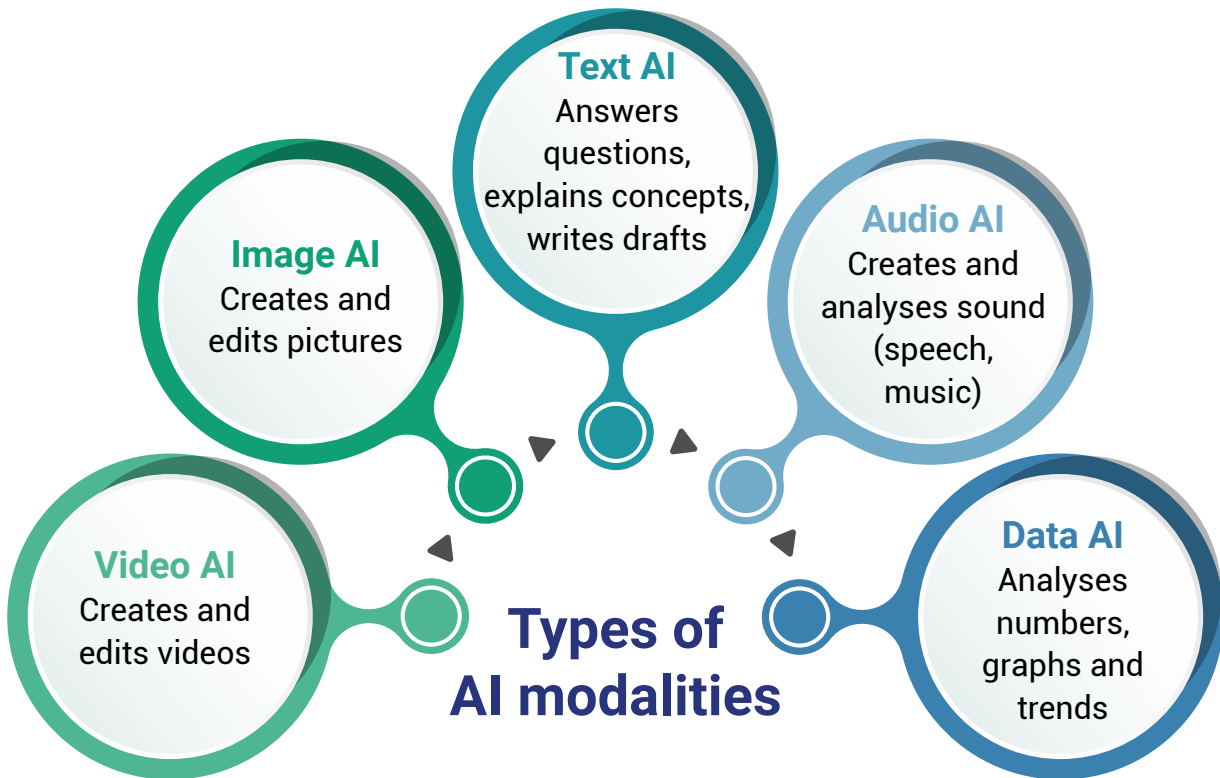 Text AI
Answers
questions,
explains concepts,
writes drafts
Image AI
Creates and
edits pictures
Audio AI
Creates and
analyses sound
(speech,
music)
Video AI
Creates and
edits videos
Data AI
Analyses
numbers,
graphs and
trends
Types of
AI modalities